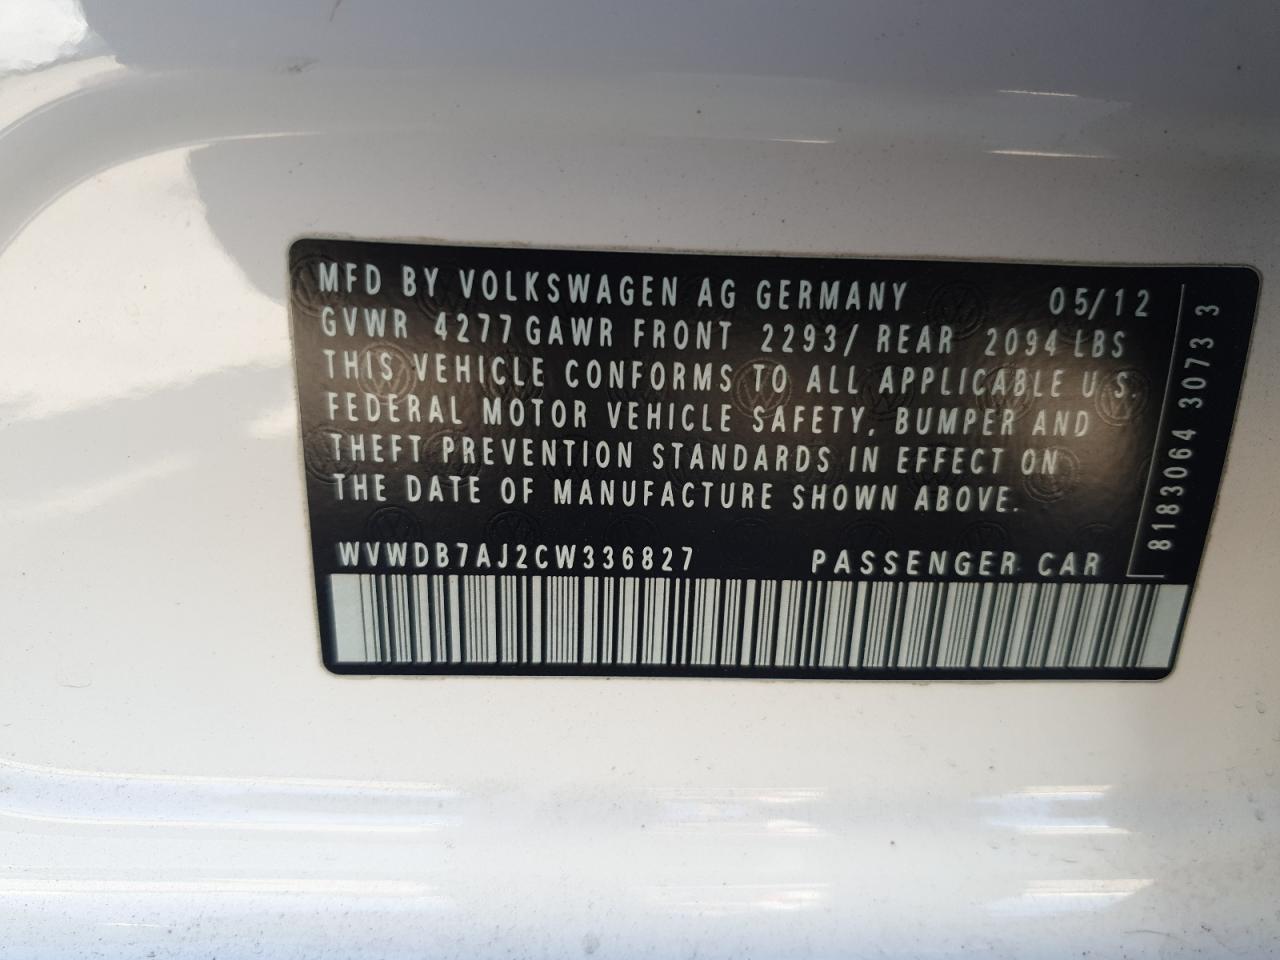 MFD BY VOLKSWAGEN AG GERMANY 05/12
GVWR 4277 GAWR FRONT 2293/ REAR 2094 LBS
THIS VEHICLE CONFORMS TO ALL APPLICABLE U.S.
FEDERAL MOTOR VEHICLE SAFETY, BUMPER AND
THEFT PREVENTION STANDARDS IN EFFECT ON
THE DATE OF MANUFACTURE SHOWN ABOVE.
WVWDB7AJ2CW336827 PASSENGER CAR
8183064 3073 3